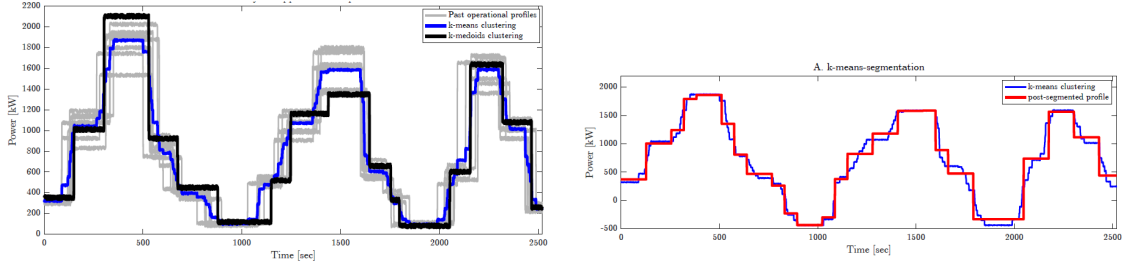 2200
2000
1800
1600
1400
1200
1000
800
600
400
200
0
Power [kW]
0 500 1000 1500 2000 2500
Time [sec]
Past operational profiles
k-means clustering
k-medoids clustering
A. k-means-segmentation
2000
1500
1000
500
0
-500
Power [kW]
0 500 1000 1500 2000 2500
Time [sec]
k-means clustering
post-segmented profile